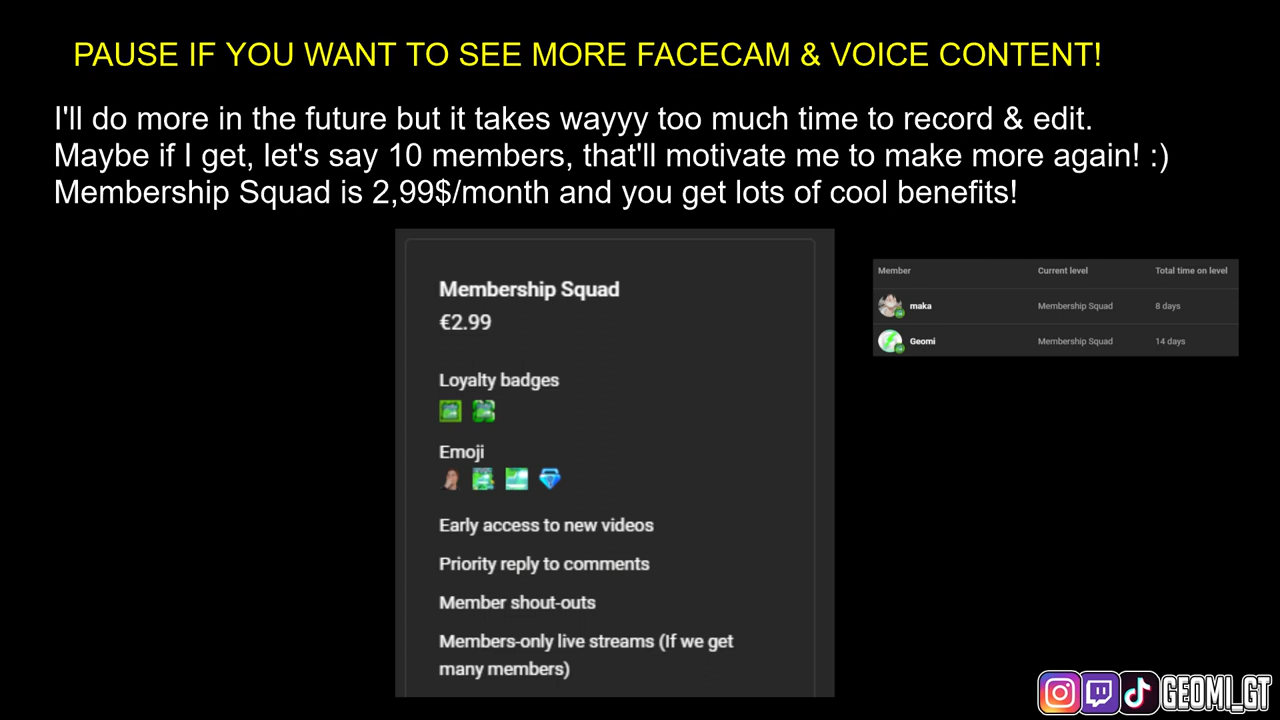 PAUSE IF YOU WANT TO SEE MORE FACECAM & VOICE CONTENT!
I'll do more in the future but it takes wayyy too much time to record & edit.
Maybe if I get, let's say 10 members, that'll motivate me to make more again! :)
Membership Squad is 2,99$/month and you get lots of cool benefits!
Membership Squad
€2.99
Loyalty badges
Emoji
Early access to new videos
Priority reply to comments
Member shout-outs
Members-only live streams (If we get
many members)
Member Current level Total time on level
maka Membership Squad 8 days
Geomi Membership Squad 14 days
GEOMI_GT